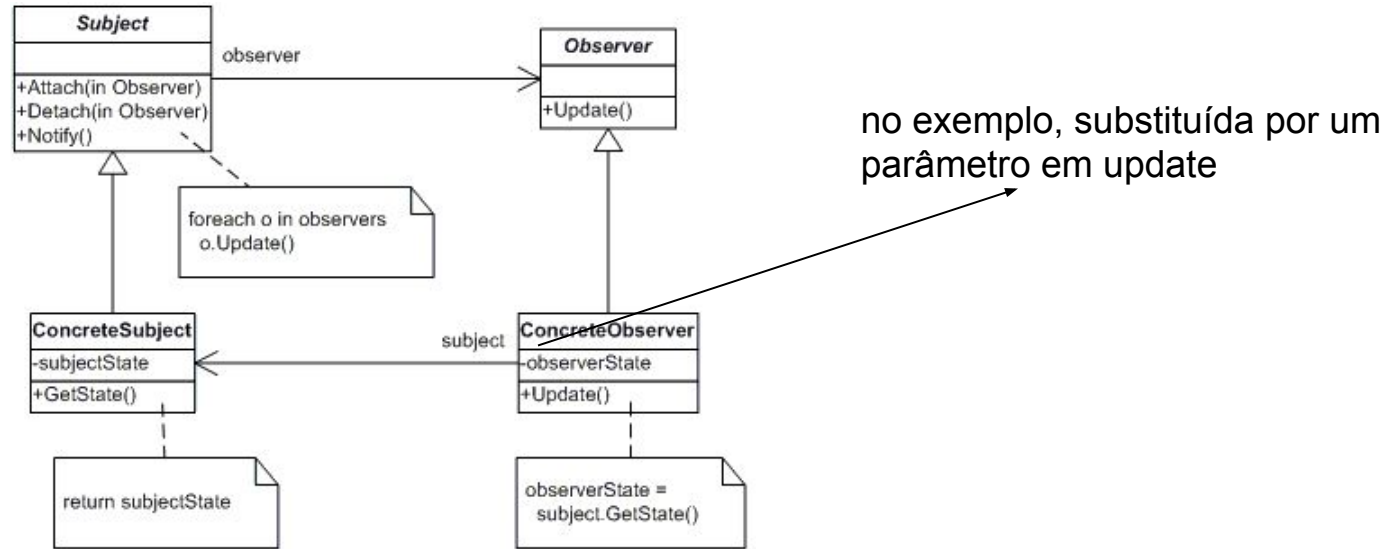 Subject
+Attach(in Observer)
+Detach(in Observer)
+Notify()
observer
Observer
+Update()
no exemplo, substituída por um
parâmetro em update
foreach o in observers
o.Update()
ConcreteSubject
-subjectState
+GetState()
subject
ConcreteObserver
-observerState
+Update()
return subjectState
observerState =
subject.GetState()